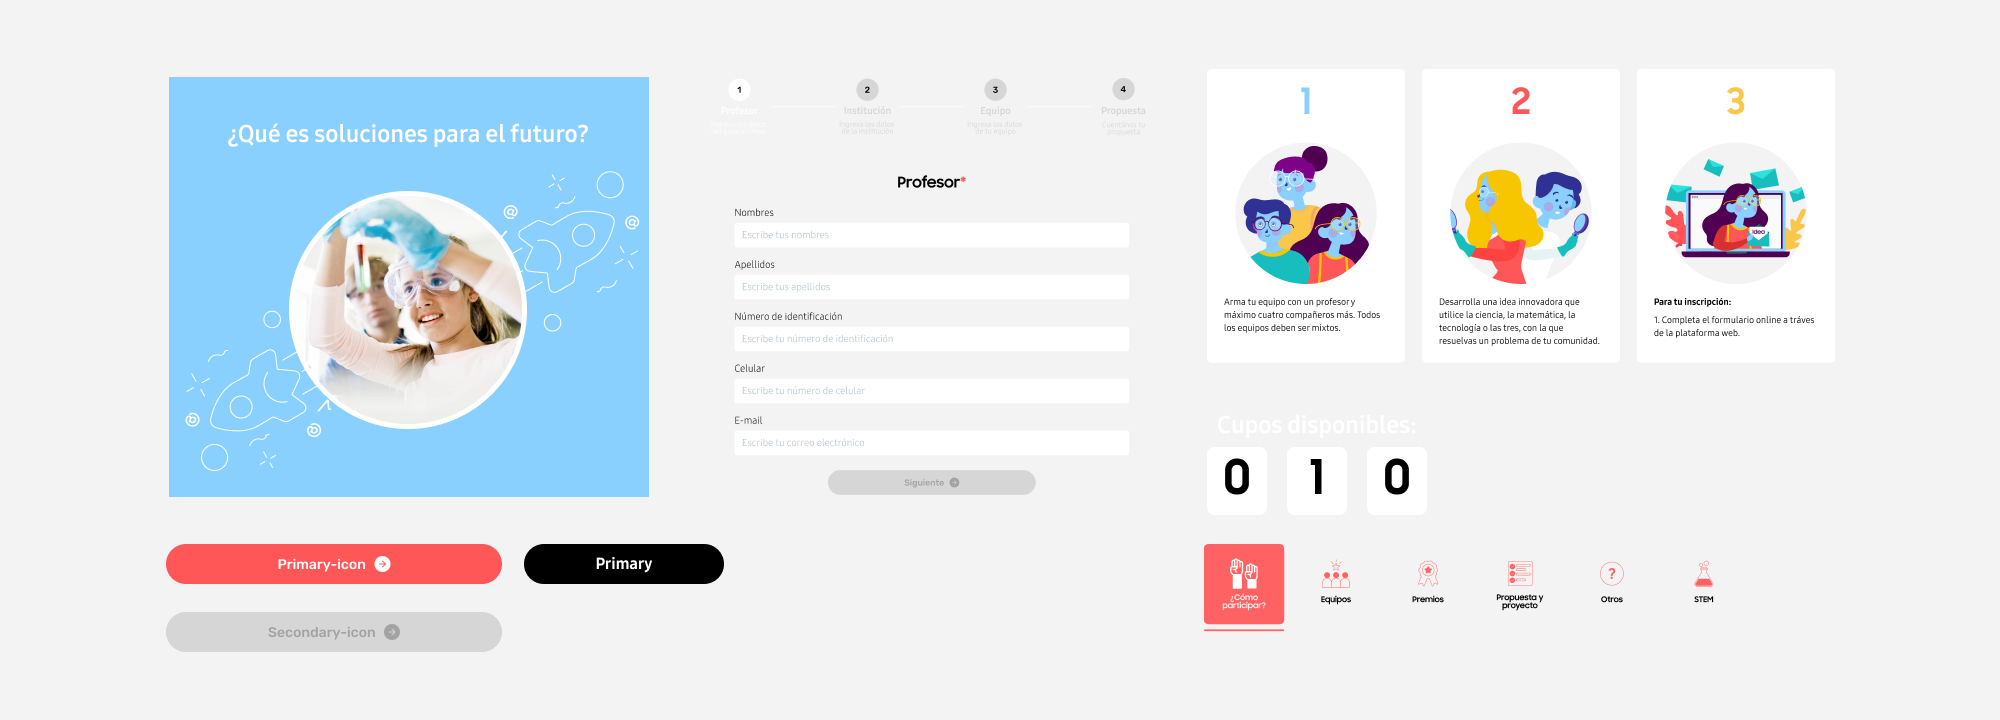 ¿Qué es soluciones para el futuro?
@
@
@
@
Primary-icon
Primary
Secondary-icon
1
2
3
4
Profesor
Institución
Equipo
Propuesta
Ingresa los datos
de la institución
Ingresa los datos
de tu equipo
Cuéntanos tu
propuesta
Profesor*
Nombres
Escribe tus nombres
Apellidos
Escribe tus apellidos
Número de identificación
Escribe tu número de identificación
Celular
Escribe tu número de celular
E-mail
Escribe tu correo electrónico
Siguiente
1
Arma tu equipo con un profesor y
máximo cuatro compañeros más. Todos
los equipos deben ser mixtos.
2
Desarrolla una idea innovadora que
utilice la ciencia, la matemática, la
tecnología o las tres, con la que
resuelvas un problema de tu comunidad.
3
idea
Para tu inscripción:
1. Completa el formulario online a tráves
de la plataforma web.
Cupos disponibles:
0 1 0
¿Cómo
participar?
Equipos
Premios
Propuesta y
proyecto
?
Otros
STEM